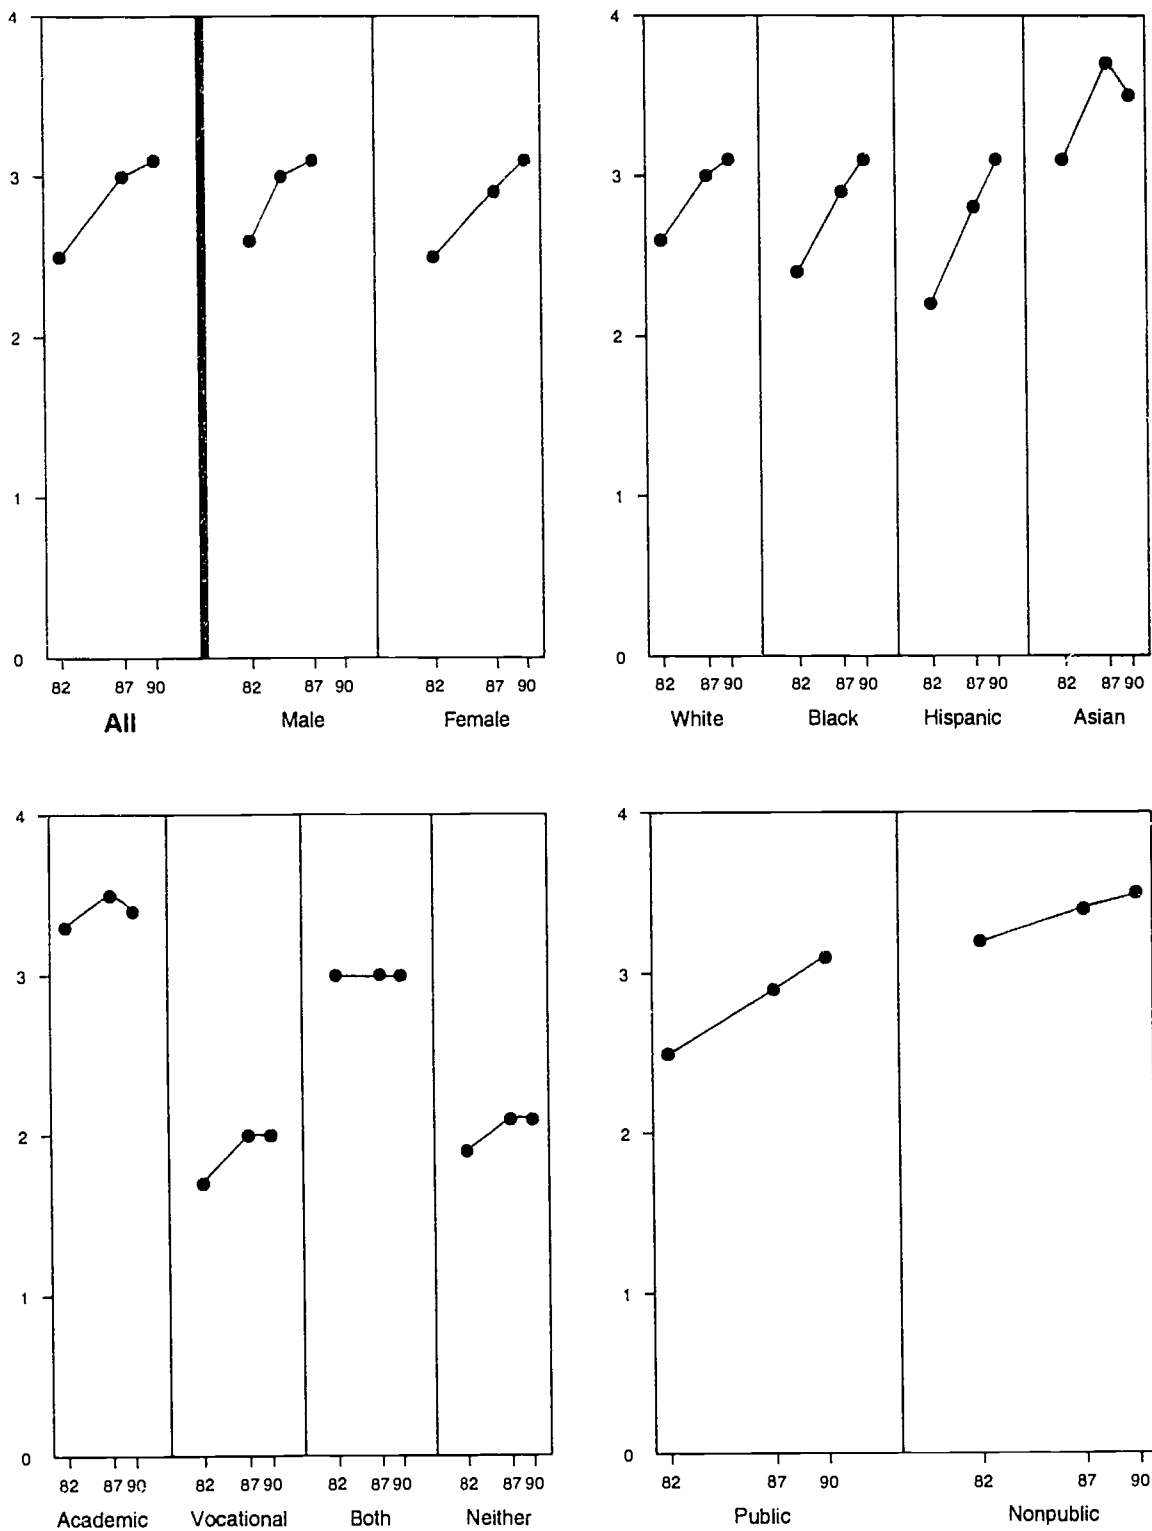 4
3
2
1
0
82 87 90 82 87 90 82 87 90
All Male Female
4
3
2
1
0
82 87 90 82 87 90 82 87 90 82 87 90
White Black Hispanic Asian
4
3
2
1
0
82 87 90 82 87 90 82 87 90 82 87 90
Academic Vocational Both Neither
4
3
2
1
0
82 87 90 82 87 90
Public Nonpublic